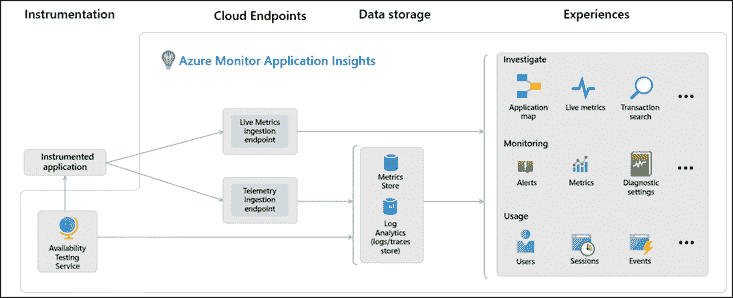 Instrumentation
Cloud Endpoints
Data storage
Experiences
Azure Monitor Application Insights
Instrumented
application
Availability
Testing
Service
Live Metrics
ingestion
endpoint
Telemetry
ingestion
endpoint
Metrics
Store
Log
Analytics
(logs/traces
store)
Investigate
Application
map
Live metrics
Transaction
search
Monitoring
Alerts
Metrics
Diagnostic
settings
Usage
Users
Sessions
Events